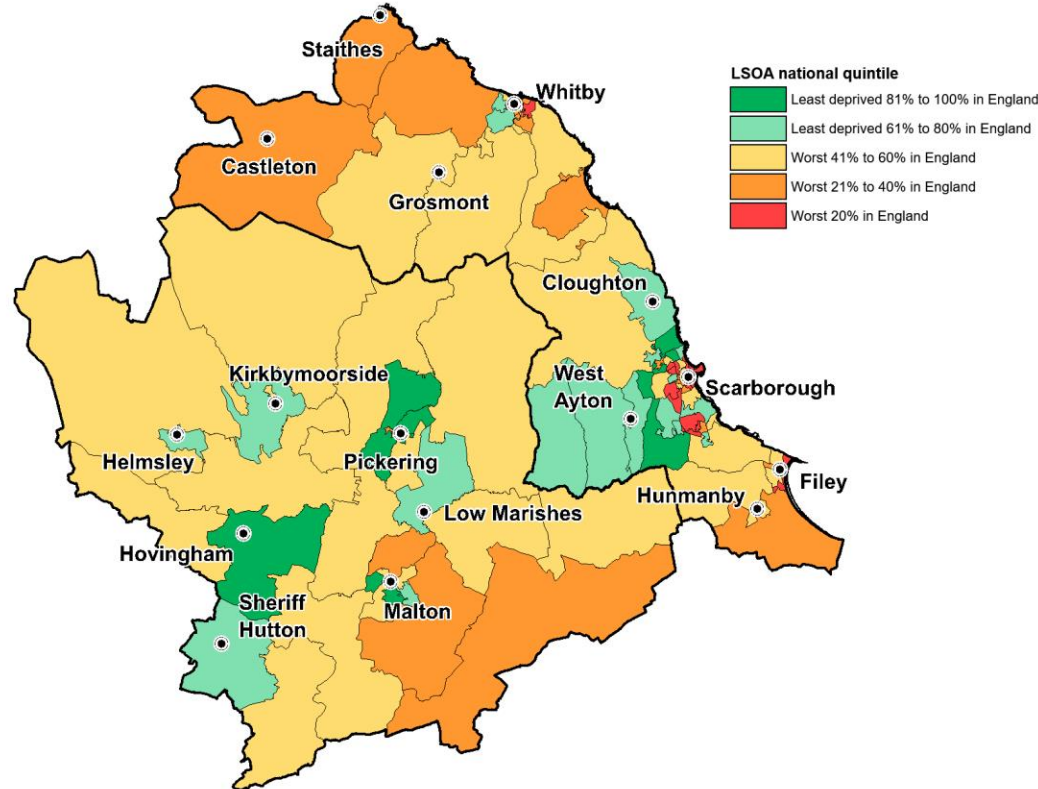 Staithes
Whitby
LSOA national quintile
Least deprived 81% to 100% in England
Least deprived 61% to 80% in England
Worst 41% to 60% in England
Worst 21% to 40% in England
Worst 20% in England
Castleton
Grosmont
Cloughton
Kirkbymoorside
West
Ayton
Scarborough
Helmsley
Pickering
Filey
Hunmanby
Low Marishes
Hovingham
Sheriff
Hutton
Malton